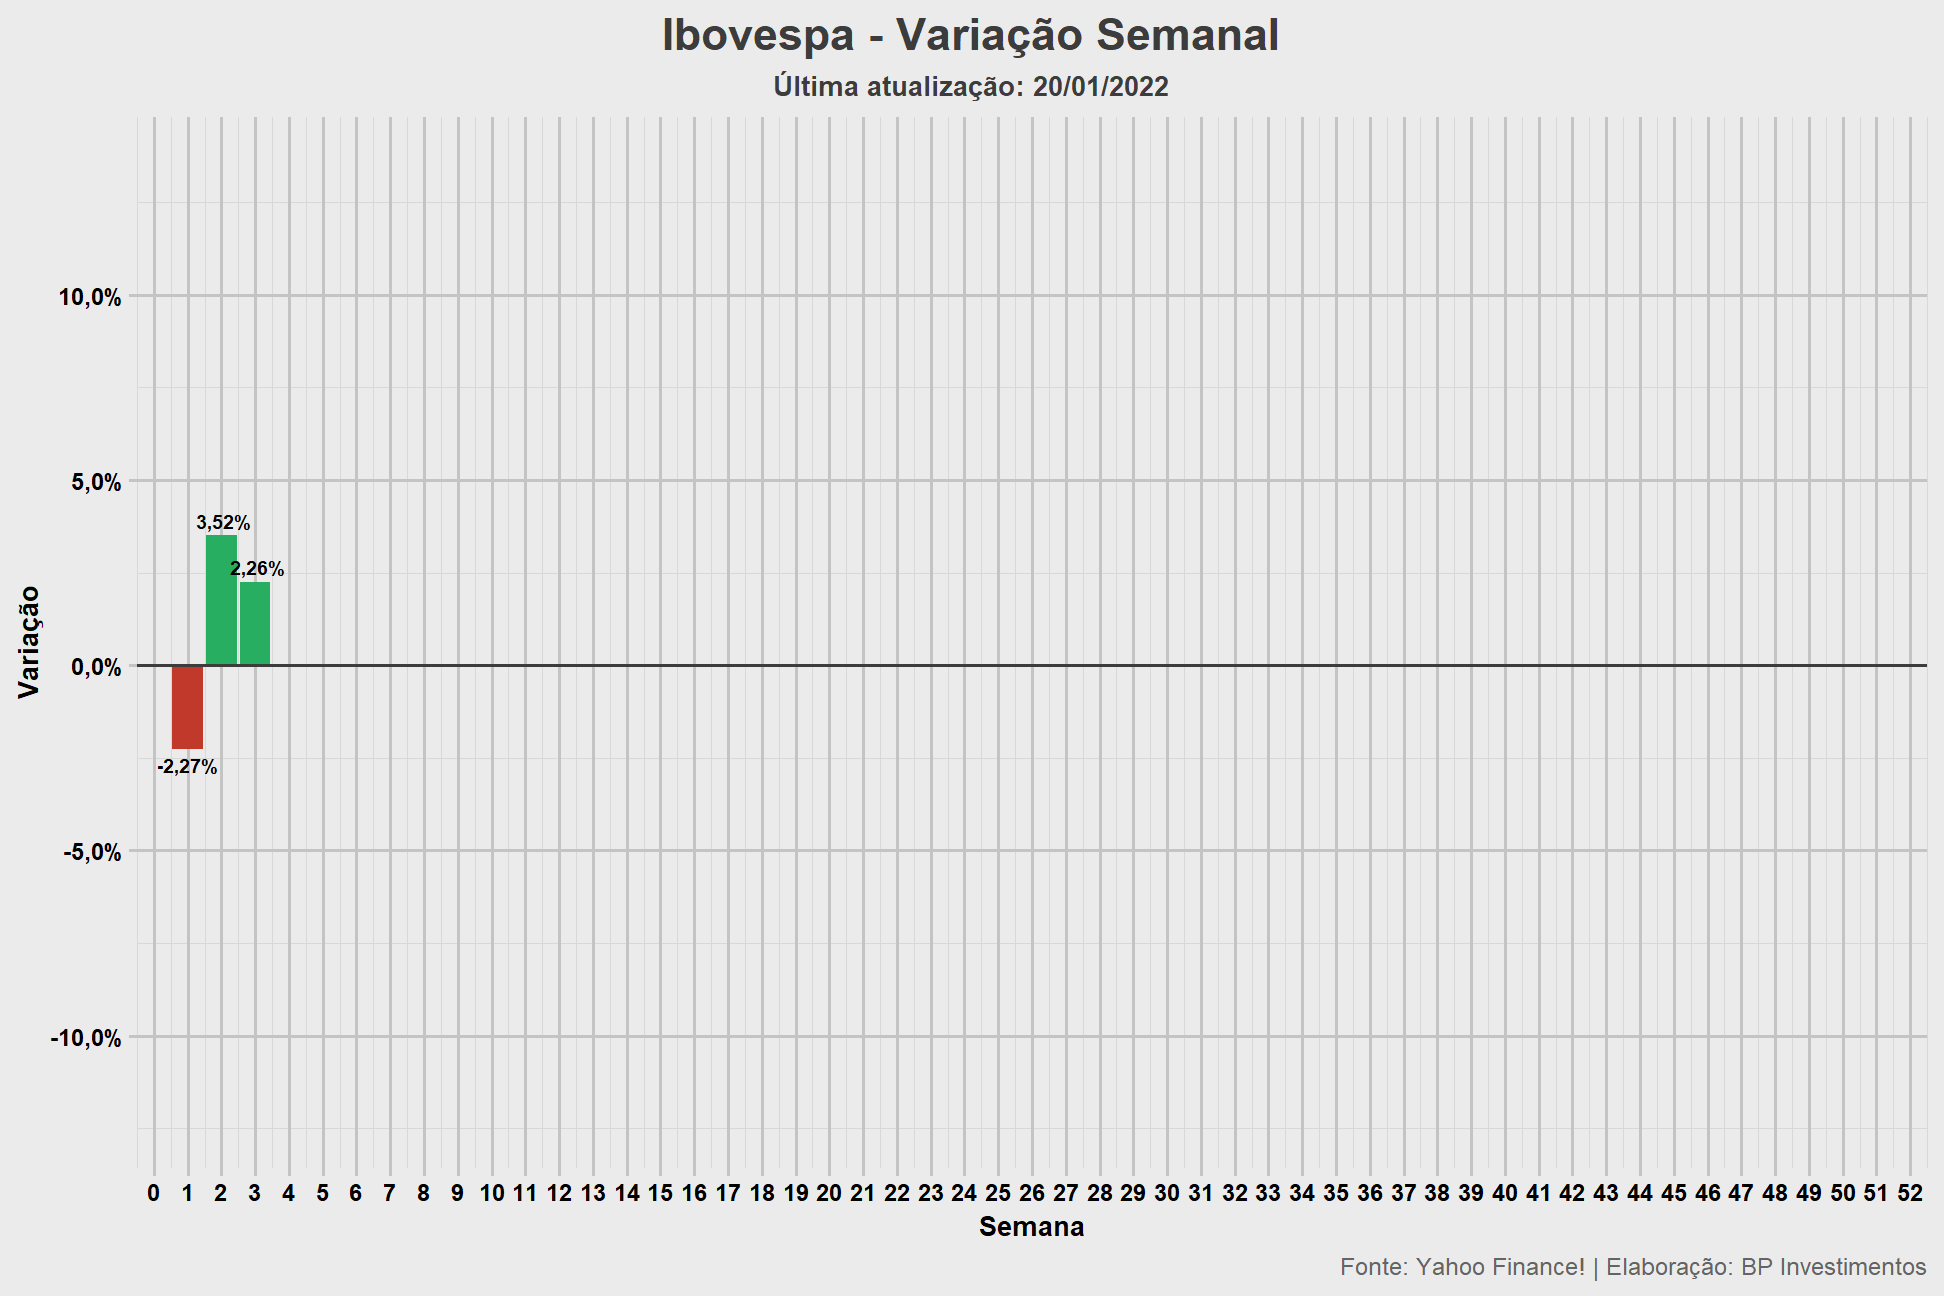 Ibovespa - Variação Semanal
Última atualização: 20/01/2022
Variação
10,0%
5,0%
0,0%
-5,0%
-10,0%
3,52%
2,26%
-2,27%
0 1 2 3 4 5 6 7 8 9 10 11 12 13 14 15 16 17 18 19 20 21 22 23 24 25 26 27 28 29 30 31 32 33 34 35 36 37 38 39 40 41 42 43 44 45 46 47 48 49 50 51 52
Semana
Fonte: Yahoo Finance! | Elaboração: BP Investimentos